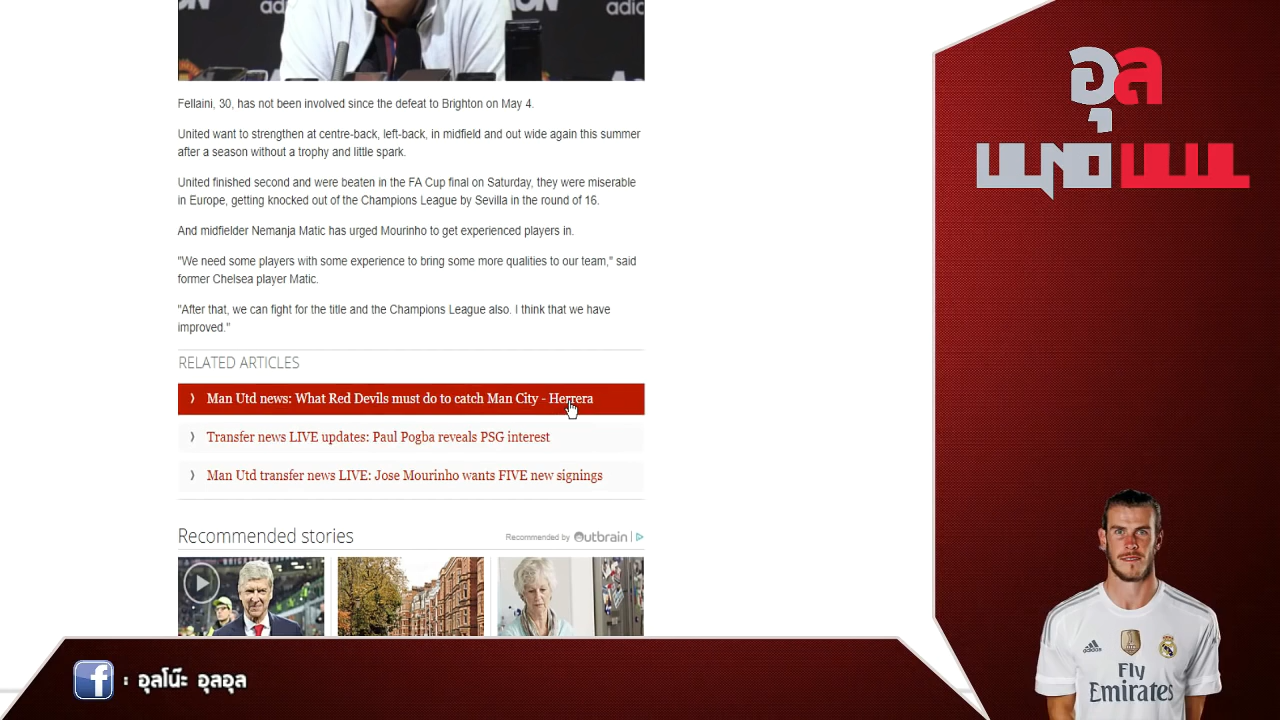 adic
Fellaini, 30, has not been involved since the defeat to Brighton on May 4.
United want to strengthen at centre-back, left-back, in midfield and out wide again this summer
after a season without a trophy and little spark.
United finished second and were beaten in the FA Cup final on Saturday, they were miserable
in Europe, getting knocked out of the Champions League by Sevilla in the round of 16.
And midfielder Nemanja Matic has urged Mourinho to get experienced players in.
"We need some players with some experience to bring some more qualities to our team," said
former Chelsea player Matic.
"After that, we can fight for the title and the Champions League also. I think that we have
improved."
RELATED ARTICLES
Man Utd news: What Red Devils must do to catch Man City - Herrera
Transfer news LIVE updates: Paul Pogba reveals PSG interest
Man Utd transfer news LIVE: Jose Mourinho wants FIVE new signings
Recommended stories
Recommended by Outbrain
: อุลโน๊ะ อุลอุล
อุล
adidas
Fly
Emirates